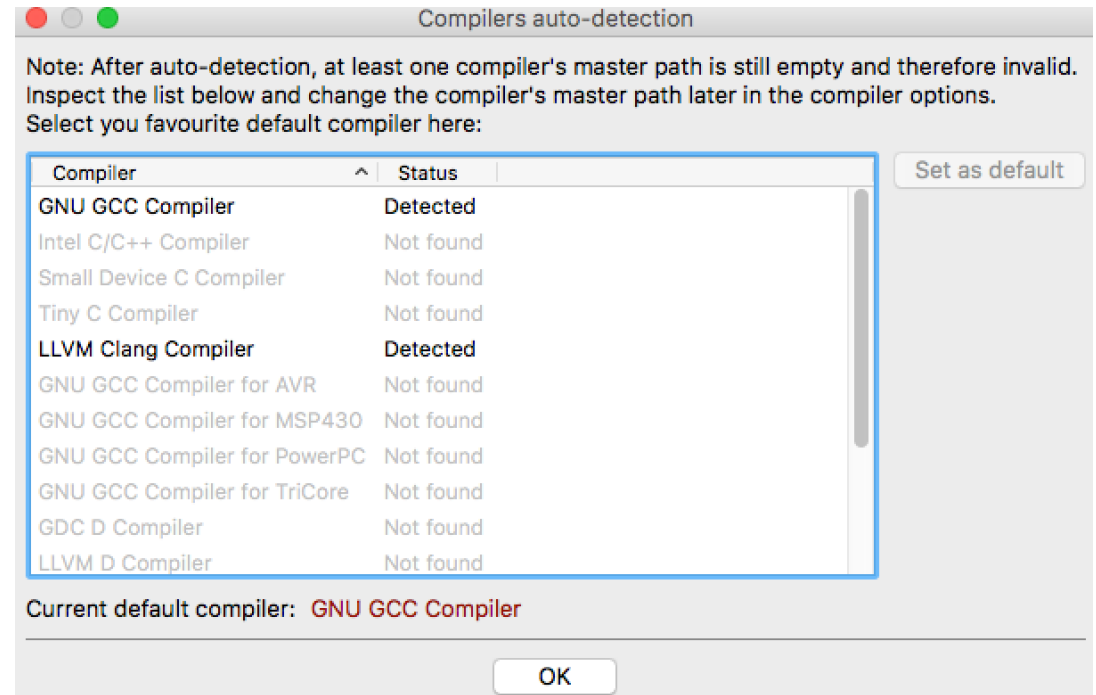 Compilers auto-detection
Note: After auto-detection, at least one compiler's master path is still empty and therefore invalid.
Inspect the list below and change the compiler's master path later in the compiler options.
Select you favourite default compiler here:
Compiler Status
Set as default
GNU GCC Compiler Detected
Intel C/C++ Compiler Not found
Small Device C Compiler Not found
Tiny C Compiler Not found
LLVM Clang Compiler Detected
GNU GCC Compiler for AVR Not found
GNU GCC Compiler for MSP430 Not found
GNU GCC Compiler for PowerPC Not found
GNU GCC Compiler for TriCore Not found
GDC D Compiler Not found
LLVM D Compiler Not found
Current default compiler: GNU GCC Compiler
OK